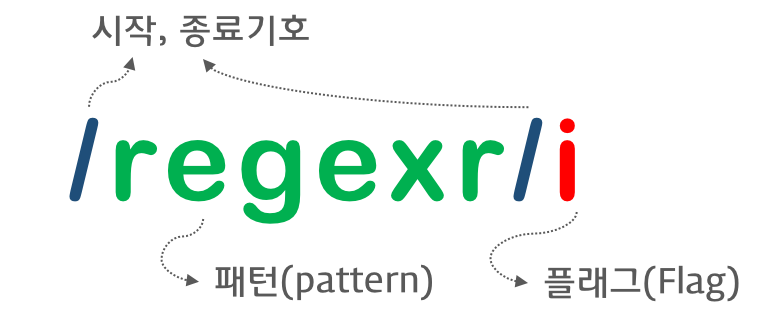 시작, 종료기호
/regexr/i
패턴(pattern)
플래그(Flag)